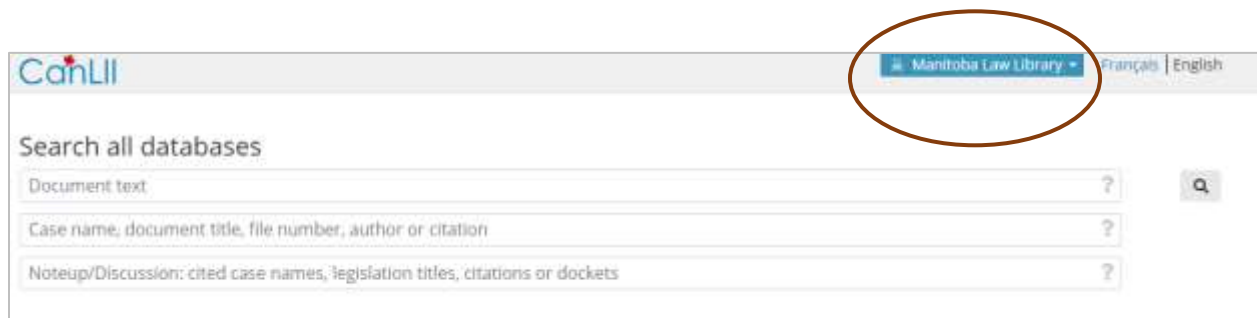 CanLII
Manitoba Law Library
Français | English
Search all databases
Document text ?
Case name, document title, file number, author or citation ?
Noteup/Discussion: cited case names, legislation titles, citations or dockets ?